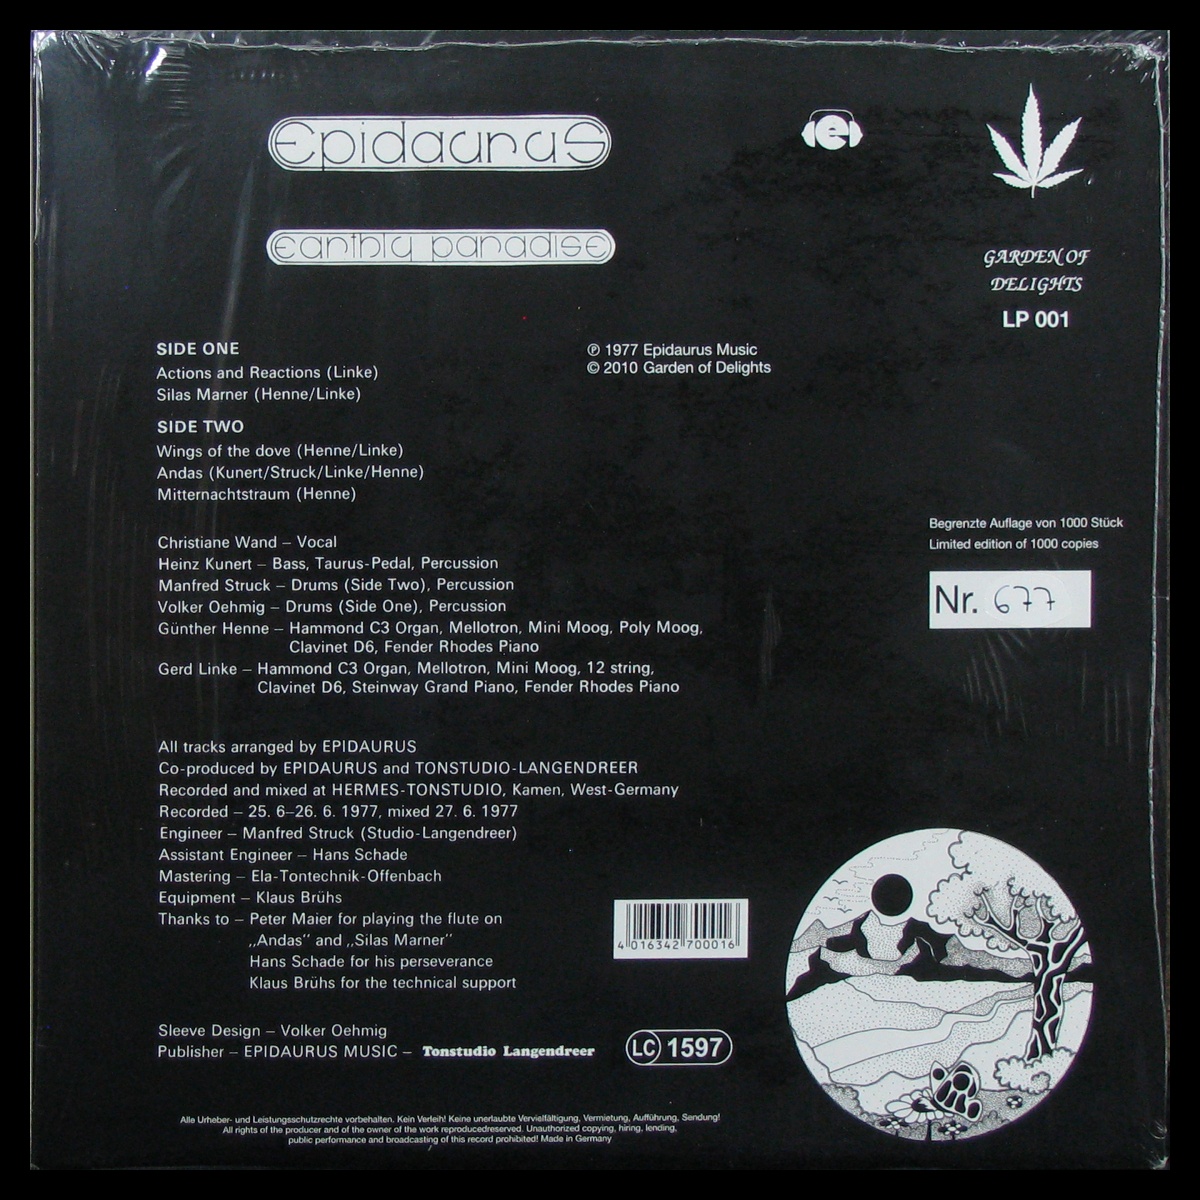 Epidaurus
earthly paradise
e
GARDEN OF
DELIGHTS
LP 001
SIDE ONE
Actions and Reactions (Linke)
Silas Marner (Henne/Linke)
SIDE TWO
Wings of the dove (Henne/Linke)
Andas (Kunert/Struck/Linke/Henne)
Mitternachtstraum (Henne)
℗ 1977 Epidaurus Music
© 2010 Garden of Delights
Begrenzte Auflage von 1000 Stück
Limited edition of 1000 copies
Nr. 677
Christiane Wand – Vocal
Heinz Kunert – Bass, Taurus-Pedal, Percussion
Manfred Struck – Drums (Side Two), Percussion
Volker Oehmig – Drums (Side One), Percussion
Günther Henne – Hammond C3 Organ, Mellotron, Mini Moog, Poly Moog,
Clavinet D6, Fender Rhodes Piano
Gerd Linke – Hammond C3 Organ, Mellotron, Mini Moog, 12 string,
Clavinet D6, Steinway Grand Piano, Fender Rhodes Piano
All tracks arranged by EPIDAURUS
Co-produced by EPIDAURUS and TONSTUDIO-LANGENDREER
Recorded and mixed at HERMES-TONSTUDIO, Kamen, West-Germany
Recorded – 25. 6–26. 6. 1977, mixed 27. 6. 1977
Engineer – Manfred Struck (Studio-Langendreer)
Assistant Engineer – Hans Schade
Mastering – Ela-Tontechnik-Offenbach
Equipment – Klaus Brühs
Thanks to – Peter Maier for playing the flute on
„Andas" and „Silas Marner"
Hans Schade for his perseverance
Klaus Brühs for the technical support
4 016342 700016
Sleeve Design – Volker Oehmig
Publisher – EPIDAURUS MUSIC – Tonstudio Langendreer
LC 1597
Alle Urheber- und Leistungsschutzrechte vorbehalten. Kein Verleih! Keine unerlaubte Vervielfältigung, Vermietung, Aufführung, Sendung!
All rights of the producer and of the owner of the work reproducedreserved. Unauthorized copying, hiring, lending,
public performance and broadcasting of this record prohibited! Made in Germany